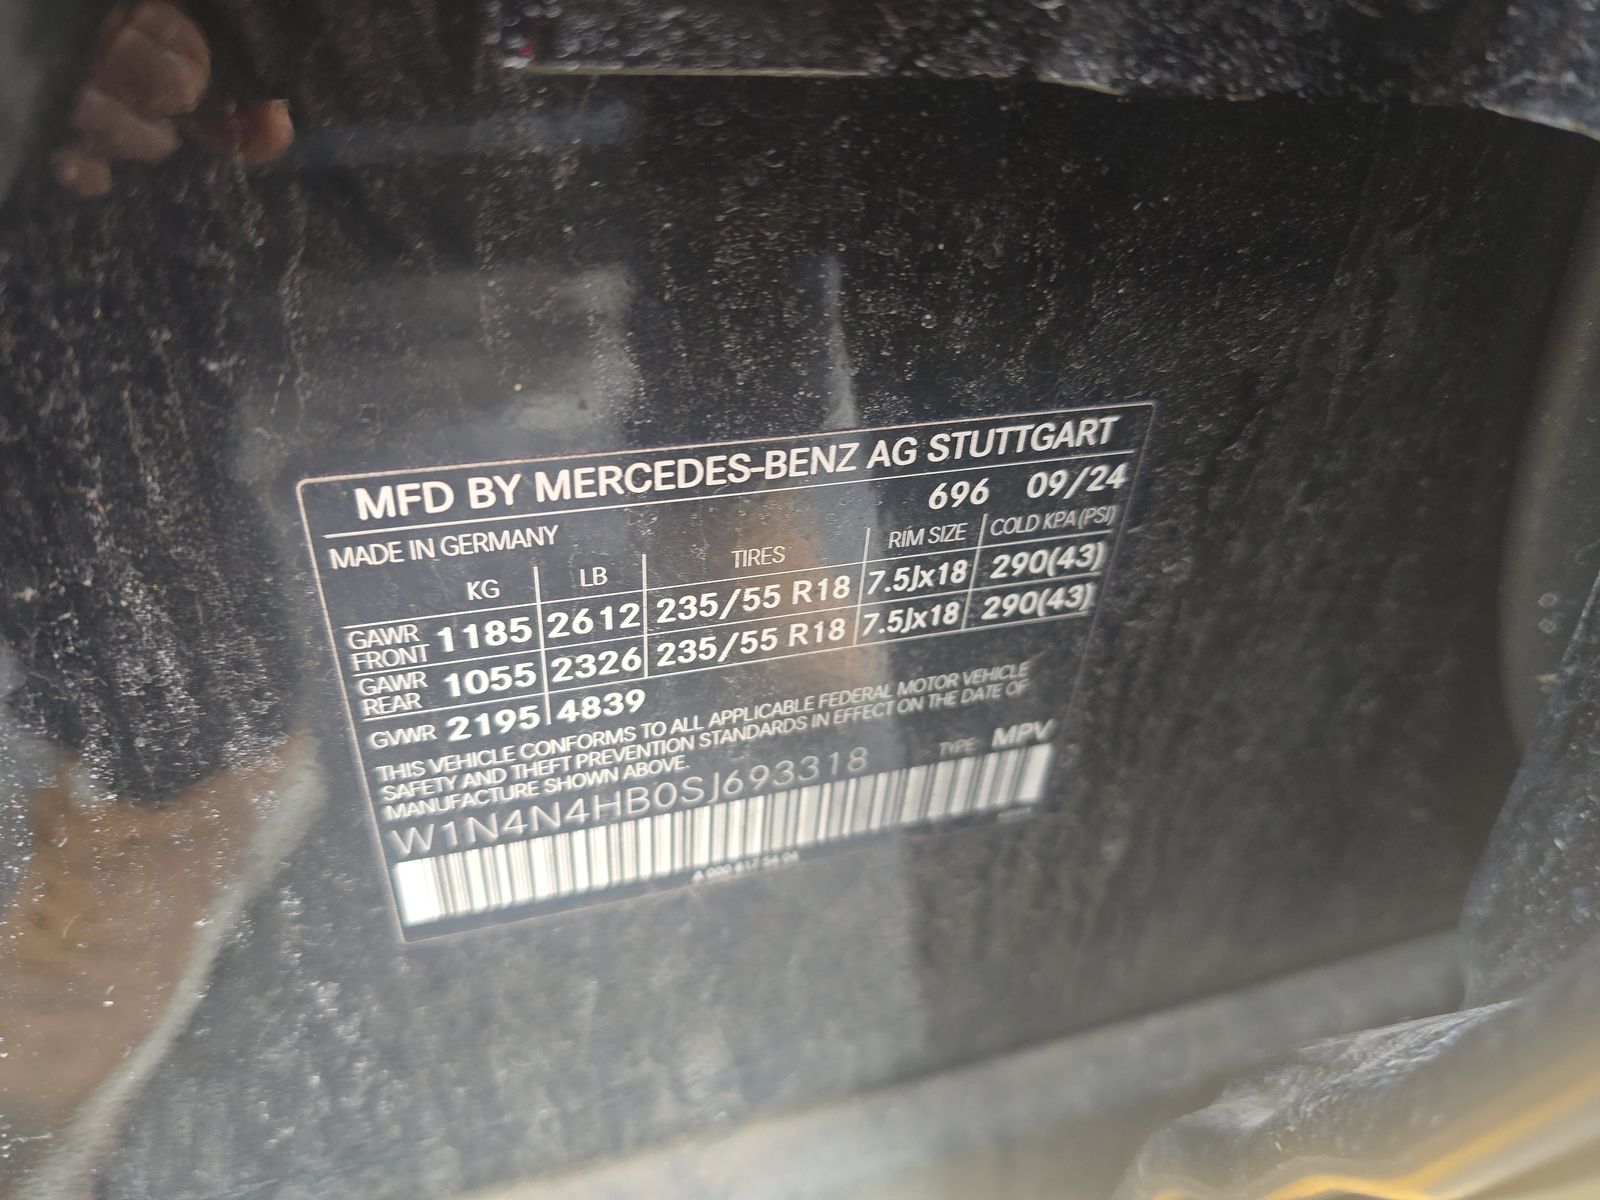 MFD BY MERCEDES-BENZ AG STUTTGART
MADE IN GERMANY 696 09/24
KG LB TIRES RIM SIZE COLD KPA (PSI)
GAWR FRONT 1185 2612 235/55 R18 7.5Jx18 290(43)
GAWR REAR 1055 2326 235/55 R18 7.5Jx18 290(43)
GVWR 2195 4839
THIS VEHICLE CONFORMS TO ALL APPLICABLE FEDERAL MOTOR VEHICLE
SAFETY AND THEFT PREVENTION STANDARDS IN EFFECT ON THE DATE OF
MANUFACTURE SHOWN ABOVE.
W1N4N4HB0SJ693318 TYPE: MPV